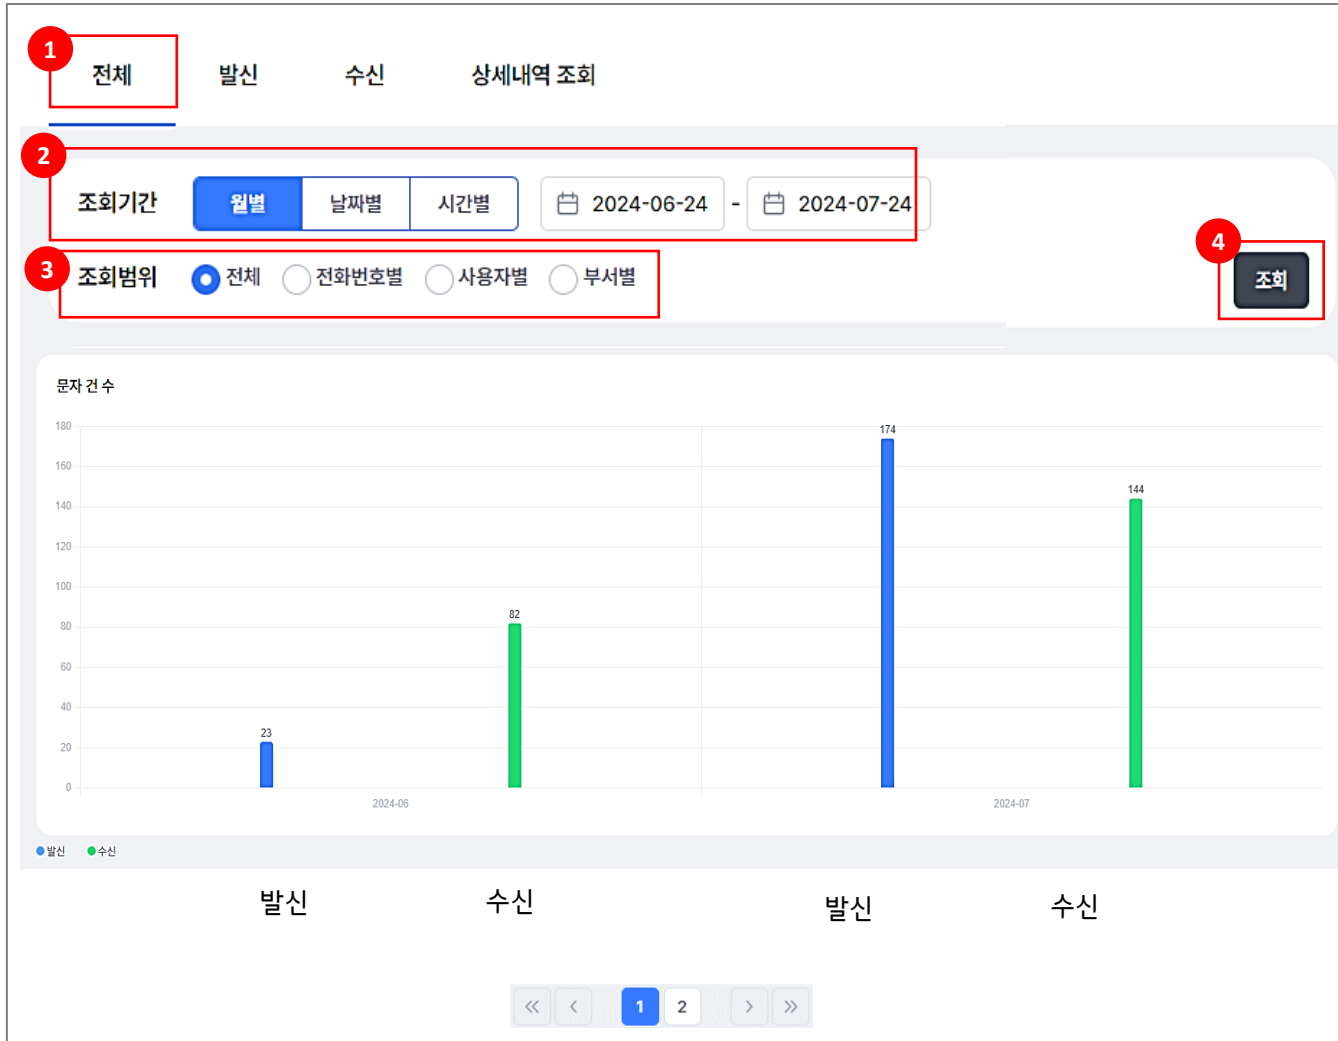 1
전체 발신 수신 상세내역 조회
2
조회기간 월별 날짜별 시간별 2024-06-24 - 2024-07-24
3
조회범위 전체 전화번호별 사용자별 부서별
4
조회
문자 건 수
180
160
140
120
100
80
60
40
20
0
23
82
174
144
2024-06 2024-07
발신 수신
발신 수신 발신 수신
« ‹ 1 2 › »